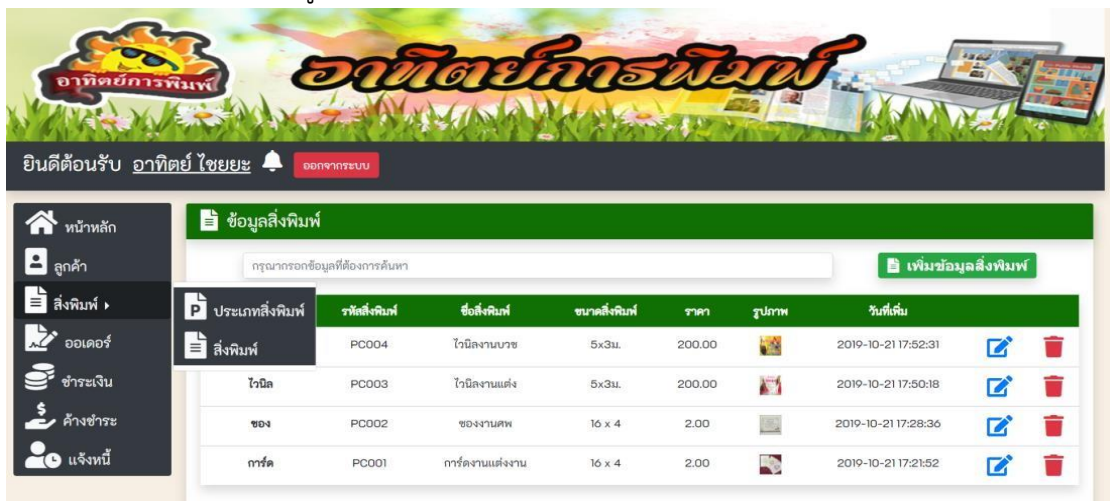 อาทิตย์การพิมพ์
อาทิตย์การพิมพ์
ยินดีต้อนรับ อาทิตย์ ไชยยะ ออกจากระบบ
หน้าหลัก
ลูกค้า
สิ่งพิมพ์
ออเดอร์
ชำระเงิน
ค้างชำระ
แจ้งหนี้
P ประเภทสิ่งพิมพ์
สิ่งพิมพ์
ข้อมูลสิ่งพิมพ์
กรุณากรอกข้อมูลที่ต้องการค้นหา เพิ่มข้อมูลสิ่งพิมพ์
รหัสสิ่งพิมพ์ ชื่อสิ่งพิมพ์ ขนาดสิ่งพิมพ์ ราคา รูปภาพ วันที่เพิ่ม
PC004 ไวนิลงานบวช 5x3ม. 200.00 2019-10-21 17:52:31
ไวนิล PC003 ไวนิลงานแต่ง 5x3ม. 200.00 2019-10-21 17:50:18
ซอง PC002 ซองงานศพ 16 x 4 2.00 2019-10-21 17:28:36
การ์ด PC001 การ์ดงานแต่งงาน 16 x 4 2.00 2019-10-21 17:21:52